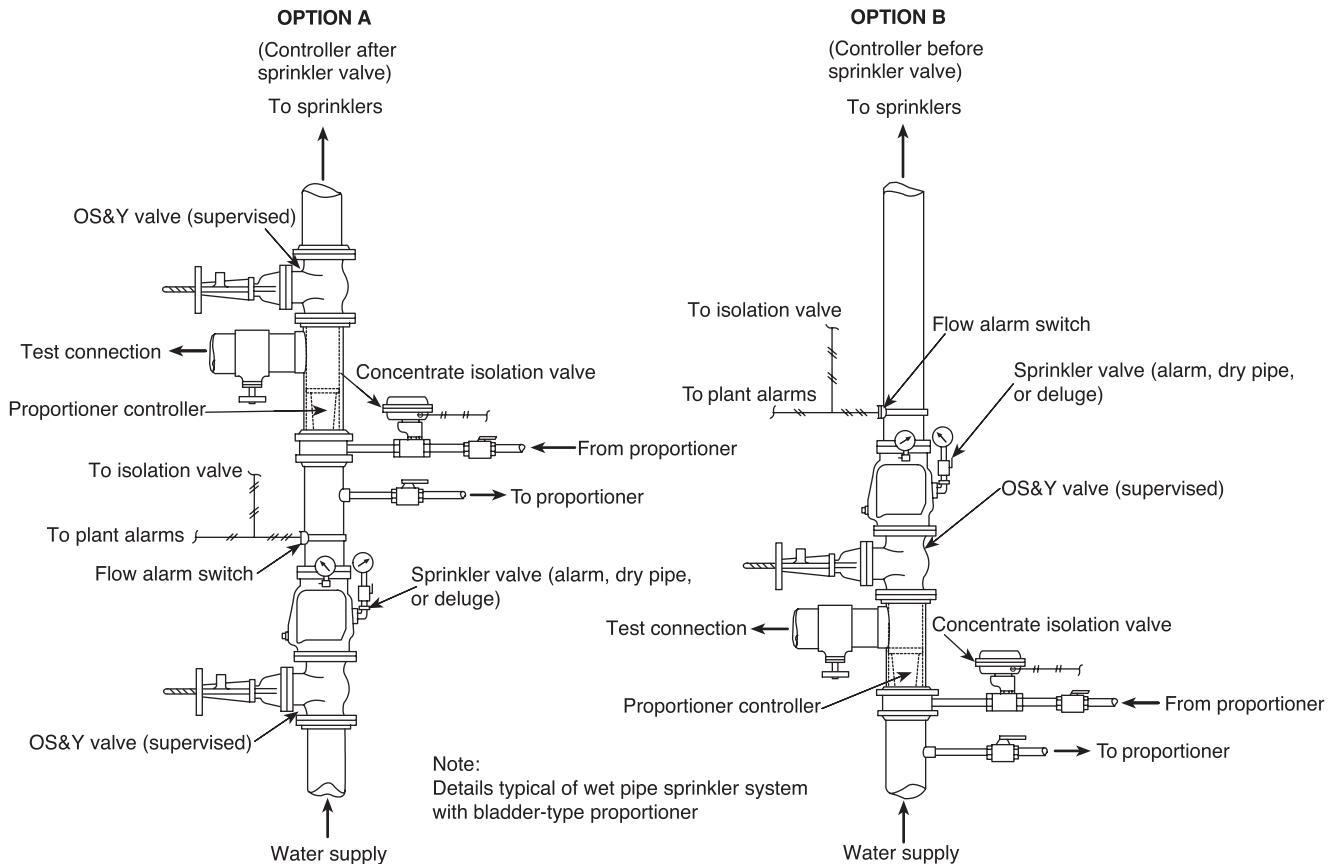 OPTION A
(Controller after
sprinkler valve)
To sprinklers
OS&Y valve (supervised)
Test connection
Concentrate isolation valve
Proportioner controller
From proportioner
To isolation valve
To proportioner
To plant alarms
Flow alarm switch
Sprinkler valve (alarm, dry pipe,
or deluge)
OS&Y valve (supervised)
Water supply
Note:
Details typical of wet pipe sprinkler system
with bladder-type proportioner
OPTION B
(Controller before
sprinkler valve)
To sprinklers
To isolation valve
Flow alarm switch
Sprinkler valve (alarm, dry pipe,
or deluge)
To plant alarms
OS&Y valve (supervised)
Test connection
Concentrate isolation valve
Proportioner controller
From proportioner
To proportioner
Water supply